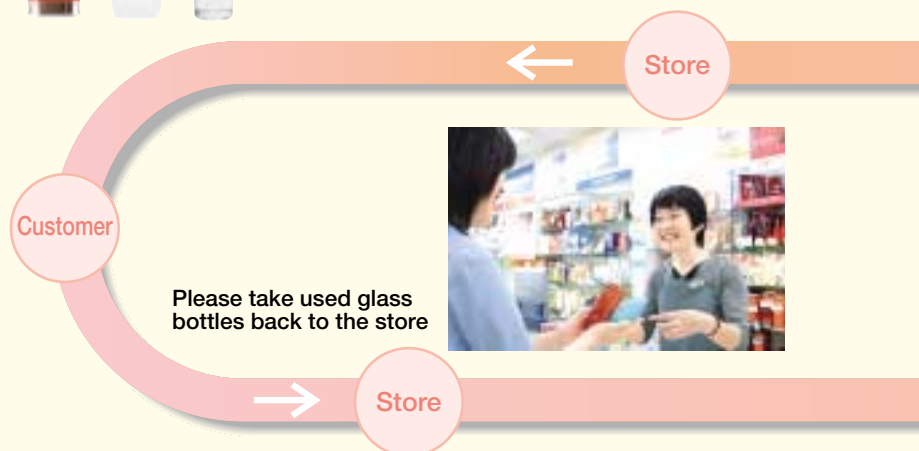 Store
Customer
Please take used glass
bottles back to the store
Store